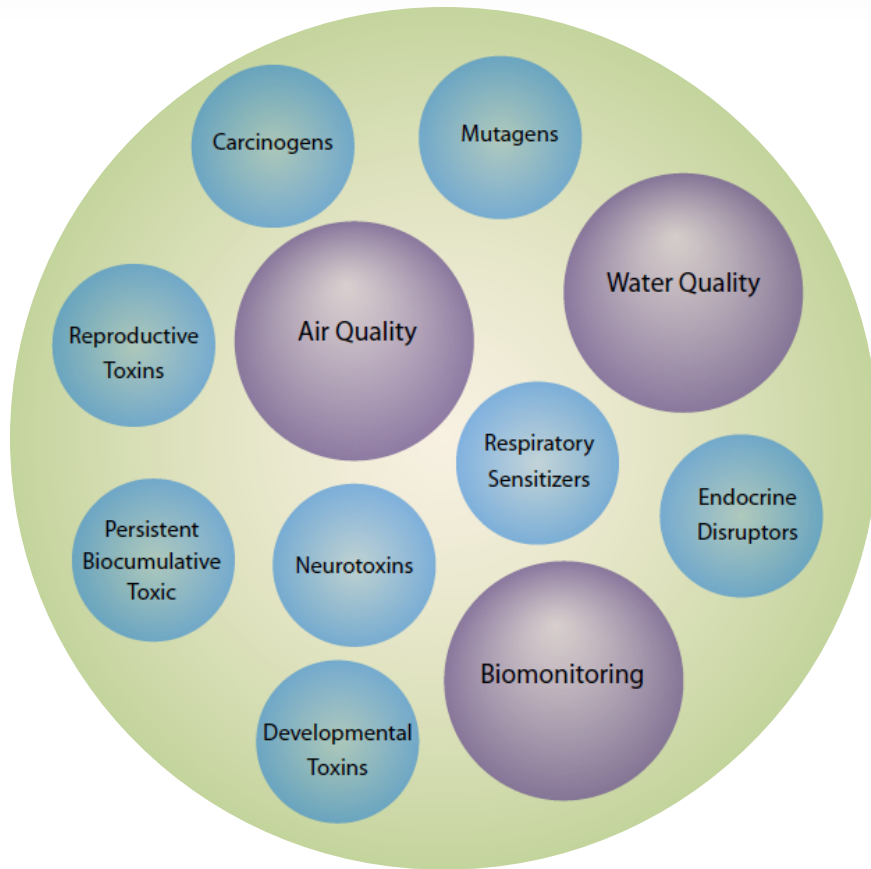 Carcinogens
Mutagens
Water Quality
Air Quality
Reproductive
Toxins
Respiratory
Sensitizers
Endocrine
Disruptors
Persistent
Biocumulative
Toxic
Neurotoxins
Biomonitoring
Developmental
Toxins